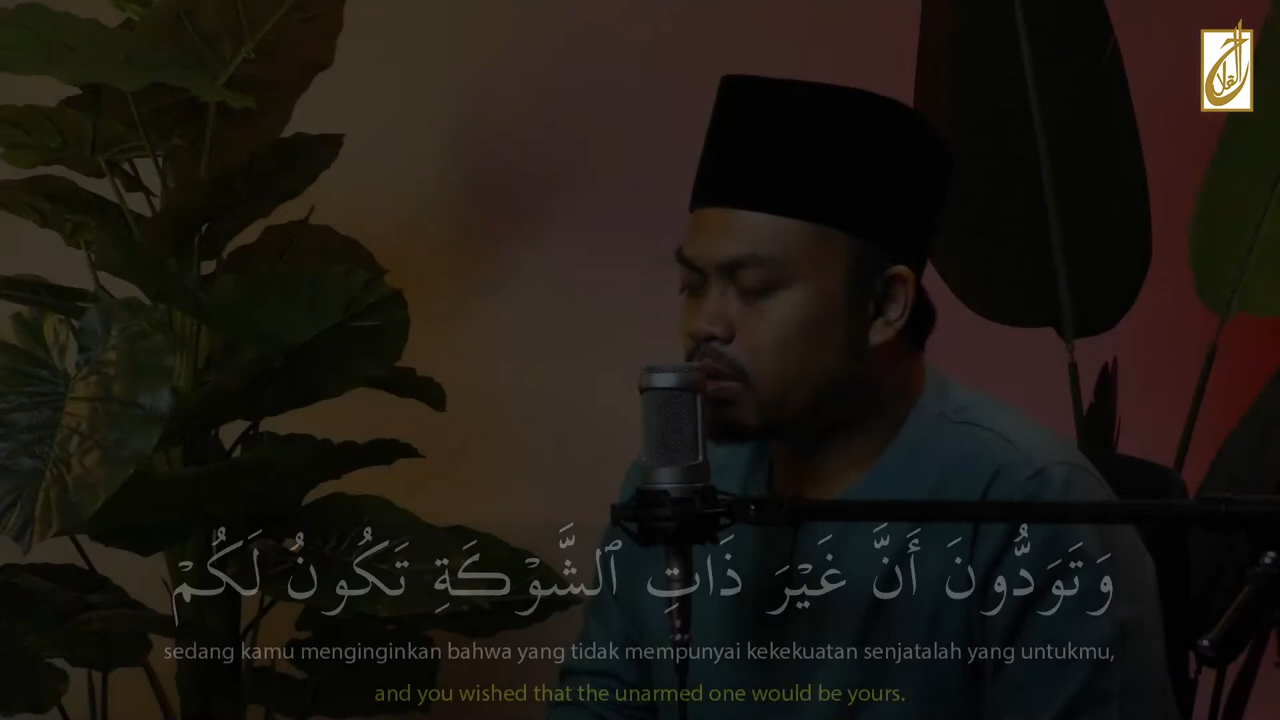 وَتَوَدُّونَ أَنَّ غَيْرَ ذَاتِ ٱلشَّوْكَةِ تَكُونُ لَكُمْ
sedang kamu menginginkan bahwa yang tidak mempunyai kekekuatan senjatalah yang untukmu,
and you wished that the unarmed one would be yours.